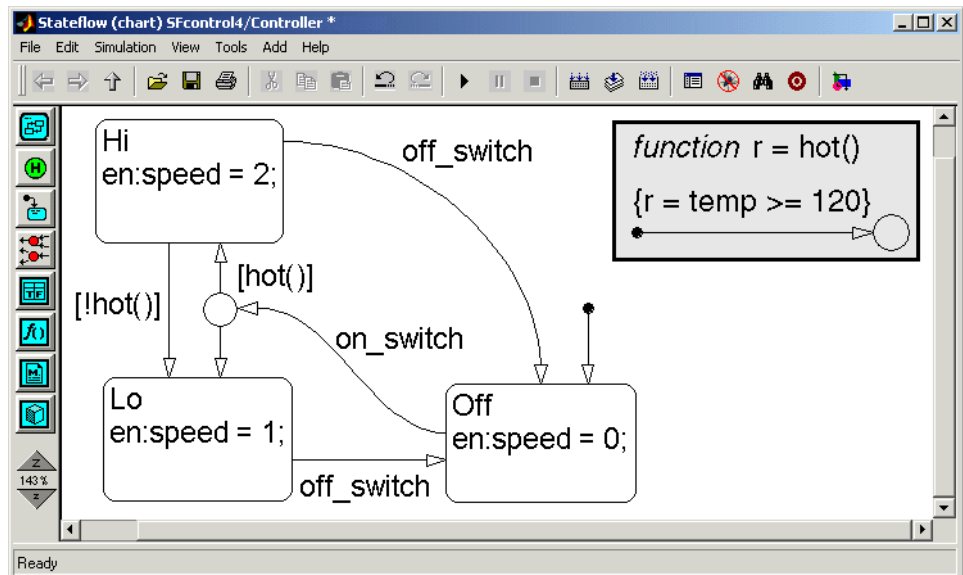 Stateflow (chart) SFcontrol4/Controller *
File Edit Simulation View Tools Add Help
Hi
en:speed = 2;
off_switch
function r = hot()
{r = temp >= 120}
[hot()]
[!hot()]
on_switch
Lo
en:speed = 1;
Off
en:speed = 0;
off_switch
H
TF
f()
M
Z
143%
z
Ready